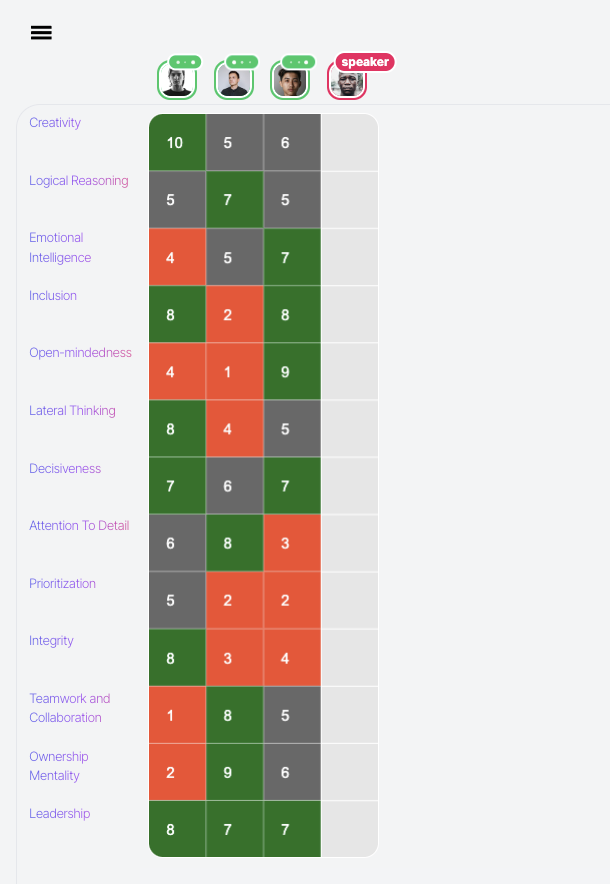 speaker
Creativity
10 5 6
Logical Reasoning
5 7 5
Emotional
Intelligence
4 5 7
Inclusion
8 2 8
Open-mindedness
4 1 9
Lateral Thinking
8 4 5
Decisiveness
7 6 7
Attention To Detail
6 8 3
Prioritization
5 2 2
Integrity
8 3 4
Teamwork and
Collaboration
1 8 5
Ownership
Mentality
2 9 6
Leadership
8 7 7